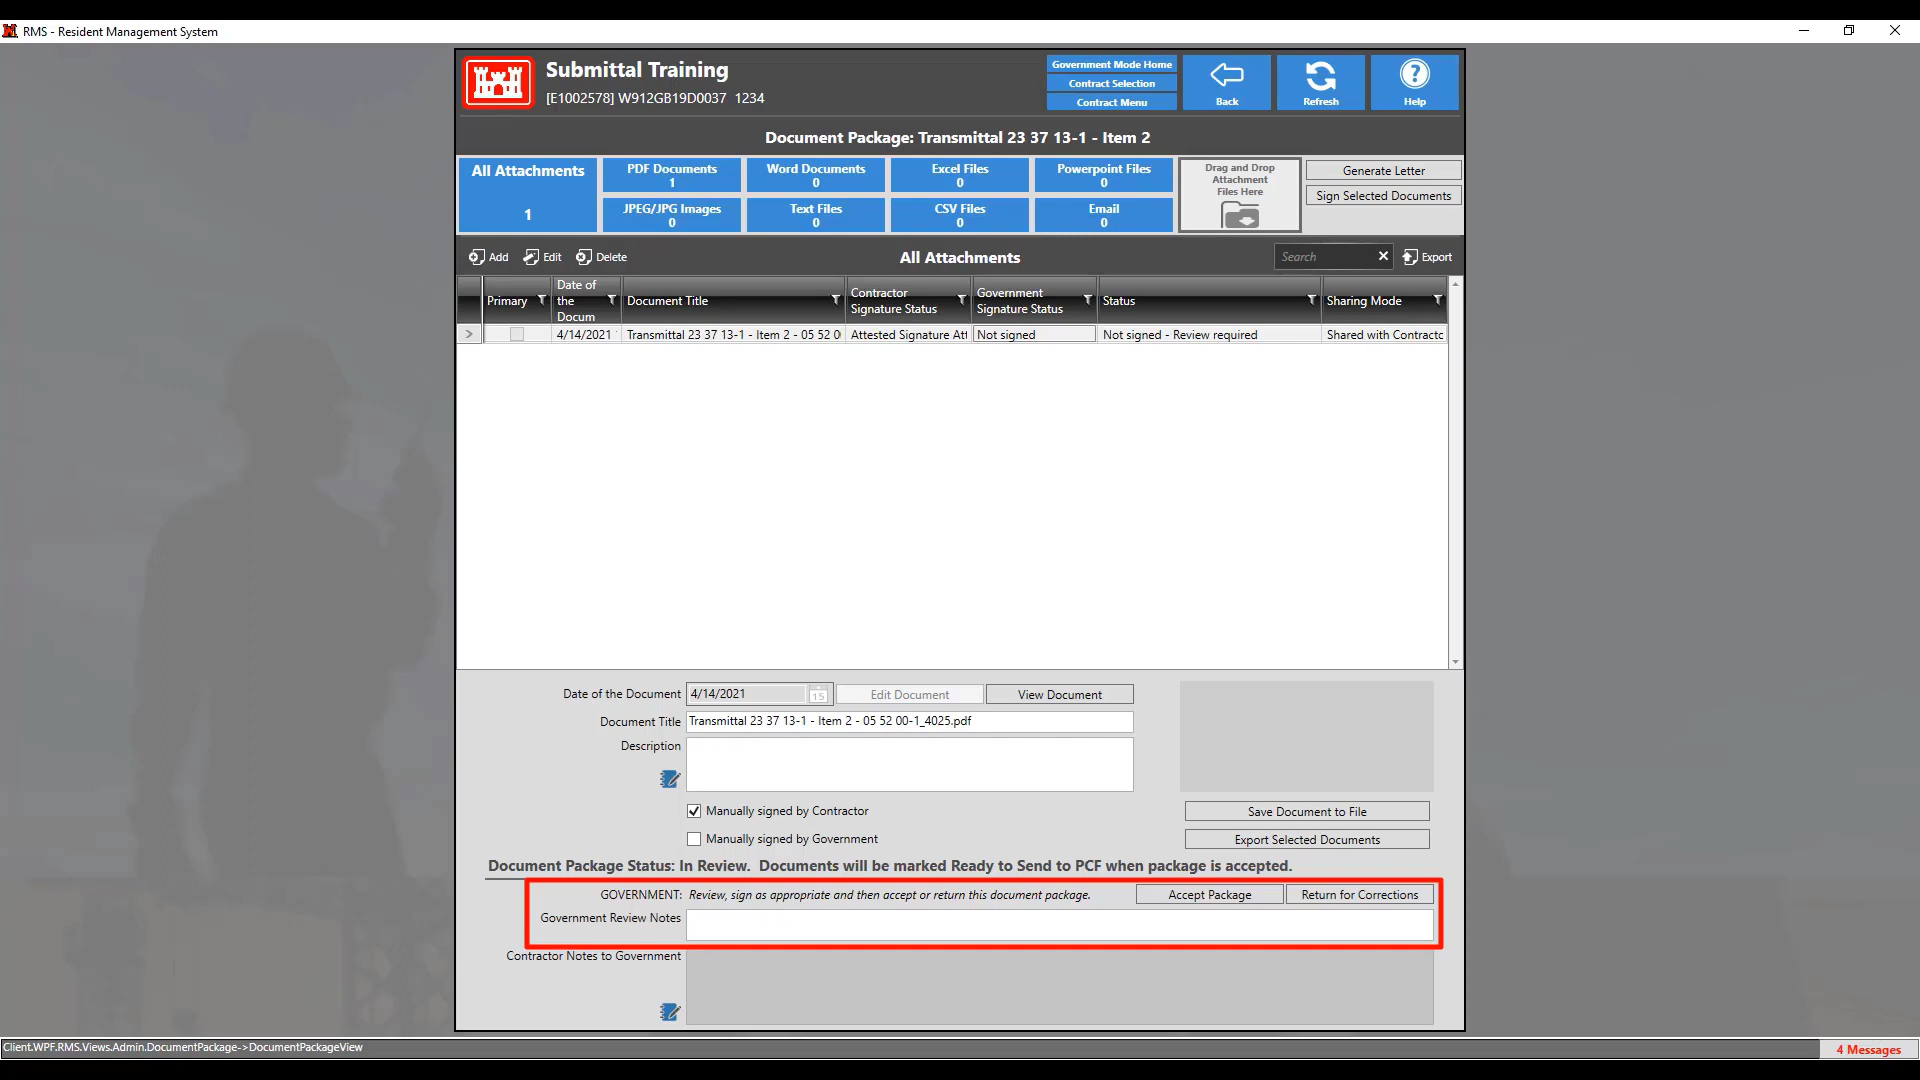 RMS - Resident Management System
Submittal Training
[E1002578] W912GB19D0037 1234
Government Mode Home
Contract Selection
Contract Menu
Back
Refresh
Help
Document Package: Transmittal 23 37 13-1 - Item 2
All Attachments
1
PDF Documents
1
Word Documents
0
Excel Files
0
Powerpoint Files
0
JPEG/JPG Images
0
Text Files
0
CSV Files
0
Email
0
Drag and Drop
Attachment
Files Here
Generate Letter
Sign Selected Documents
Add
Edit
Delete
All Attachments
Search
Export
Primary
Date of
the
Docum
Document Title
Contractor
Signature Status
Government
Signature Status
Status
Sharing Mode
4/14/2021
Transmittal 23 37 13-1 - Item 2 - 05 52 0
Attested Signature Att
Not signed
Not signed - Review required
Shared with Contractc
Date of the Document
4/14/2021
15
Edit Document
View Document
Document Title
Transmittal 23 37 13-1 - Item 2 - 05 52 00-1_4025.pdf
Description
Manually signed by Contractor
Manually signed by Government
Save Document to File
Export Selected Documents
Document Package Status: In Review. Documents will be marked Ready to Send to PCF when package is accepted.
GOVERNMENT: Review, sign as appropriate and then accept or return this document package.
Accept Package
Return for Corrections
Government Review Notes
Contractor Notes to Government
Client.WPF.RMS.Views.Admin.DocumentPackage->DocumentPackageView
4 Messages